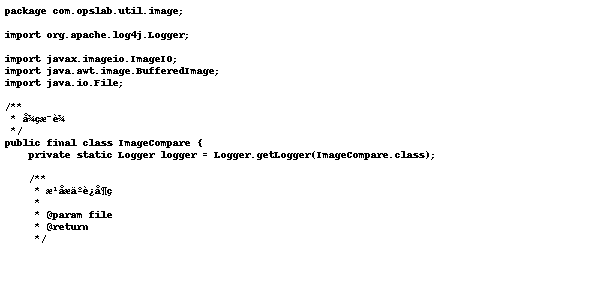 package com.opslab.util.image;

import org.apache.log4j.Logger;

import javax.imageio.ImageIO;
import java.awt.image.BufferedImage;
import java.io.File;

/**
 * å¾çæ¯è¾
 */
public final class ImageCompare {
    private static Logger logger = Logger.getLogger(ImageCompare.class);

    /**
     * æ¹åæäºè¿å¶ç
     *
     * @param file
     * @return
     */